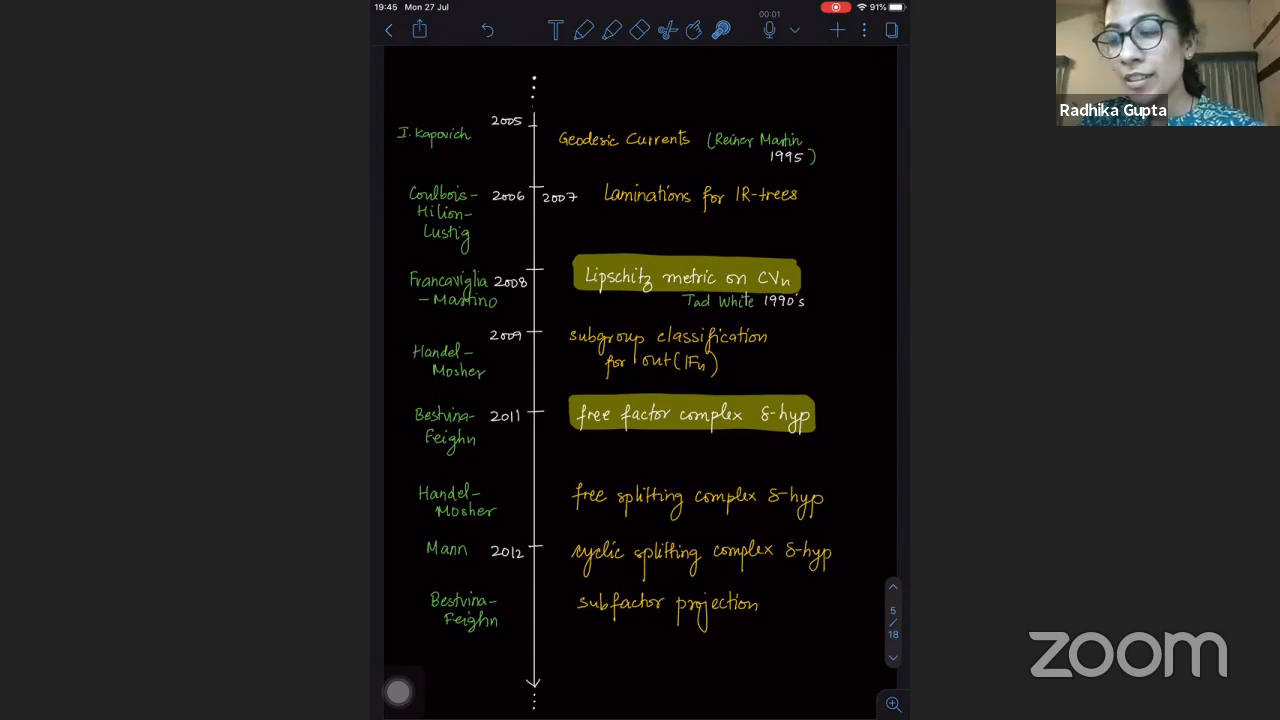 19:45 Mon 27 Jul
91%
00:01
T
2005
I. Kapovich
Geodesic Currents (Reiner Martin
1995)
Coulbois-
Hilion-
Lustig
2006
2007 Laminations for IR-trees
Francaviglia
-Martino
2008
Lipschitz metric on CVn
Tad White 1990's
2009
Handel-
Mosher
subgroup classification
for out(IFn)
Bestvina-
Feighn
2011
free factor complex δ-hyp
Handel-
Mosher
free splitting complex δ-hyp
Mann 2012
cyclic splitting complex δ-hyp
Bestvina-
Feighn
subfactor projection
5
/
18
Radhika Gupta
zoom